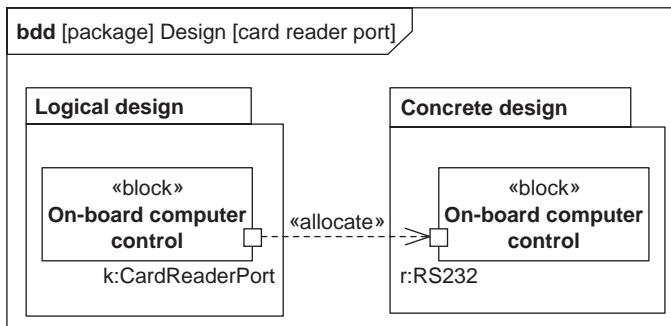 bdd [package] Design [card reader port]
Logical design
Concrete design
«block»
On-board computer
control
«allocate»
«block»
On-board computer
control
k:CardReaderPort
r:RS232